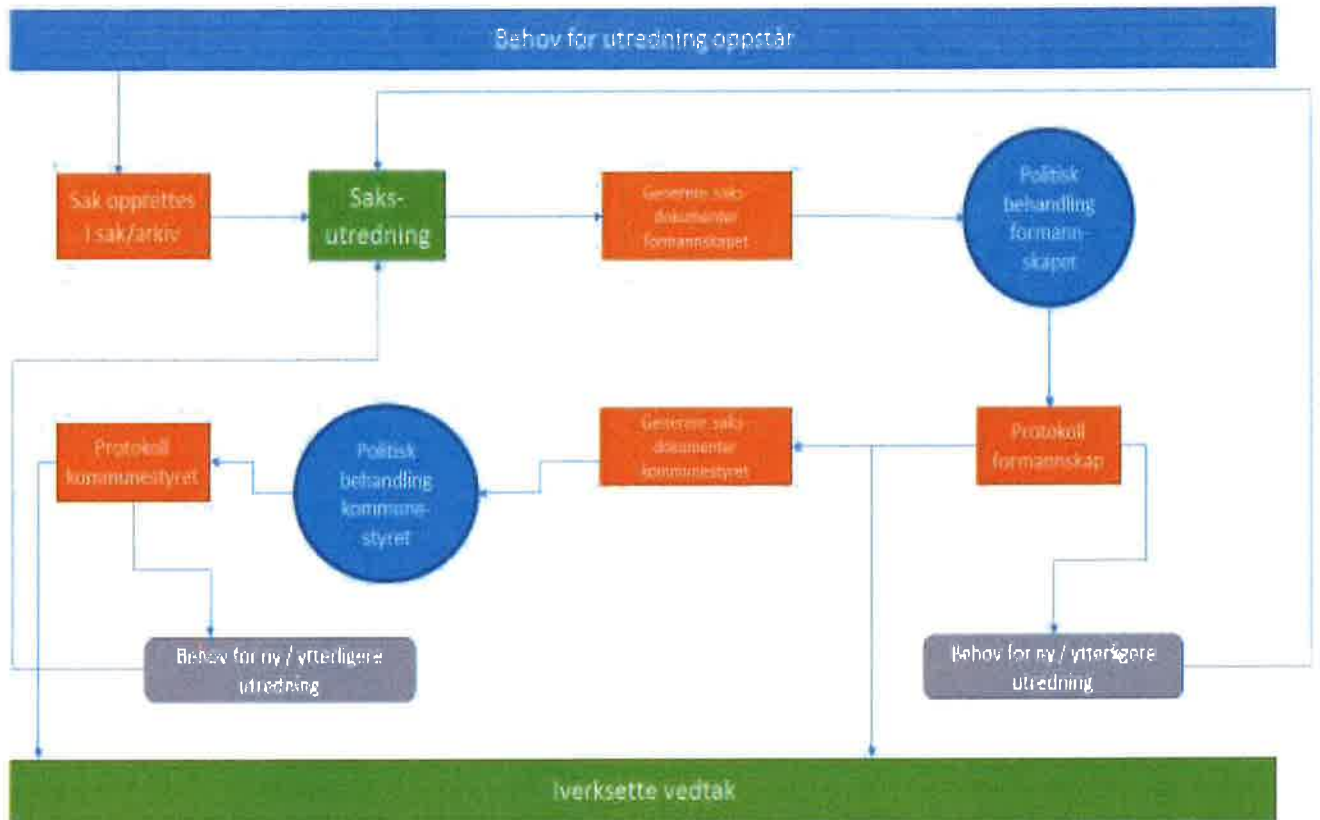 Behov for utredning oppstår
Sak opprettes
i sak/arkiv
Saks-
utredning
Generere saks-
dokumenter
formannskapet
Politisk
behandling
formann-
skapet
Protokoll
kommunestyret
Politisk
behandling
kommune-
styret
Generere saks-
dokumenter
kommunestyret
Protokoll
formannskap
Behov for ny / ytterligere
utredning
Behov for ny / ytterligere
utredning
Iverksette vedtak